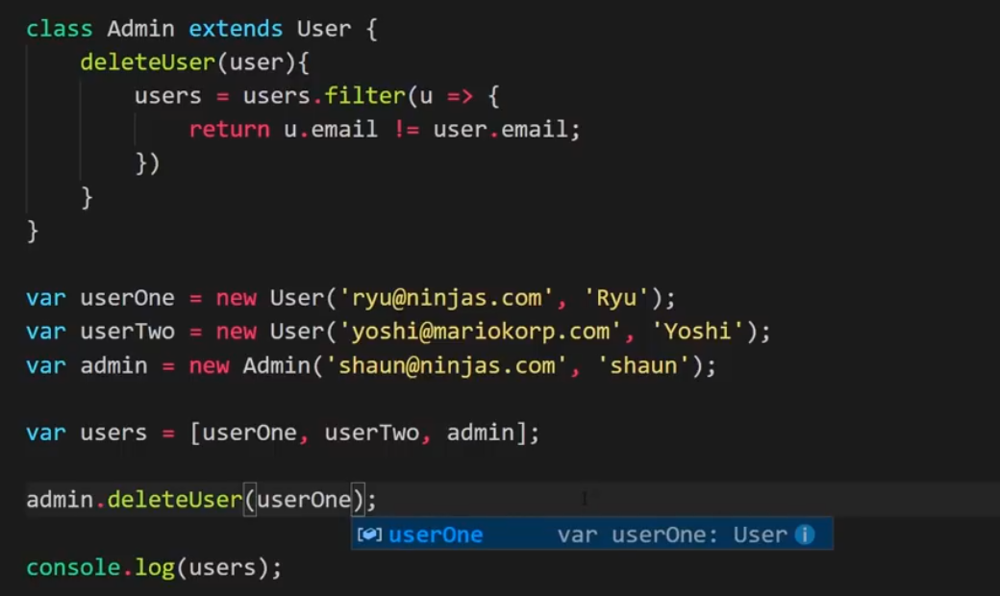 class Admin extends User {
deleteUser(user){
users = users.filter(u => {
return u.email != user.email;
})
}
}
var userOne = new User('ryu@ninjas.com', 'Ryu');
var userTwo = new User('yoshi@mariokorp.com', 'Yoshi');
var admin = new Admin('shaun@ninjas.com', 'shaun');
var users = [userOne, userTwo, admin];
admin.deleteUser(userOne);
userOne var userOne: User
console.log(users);